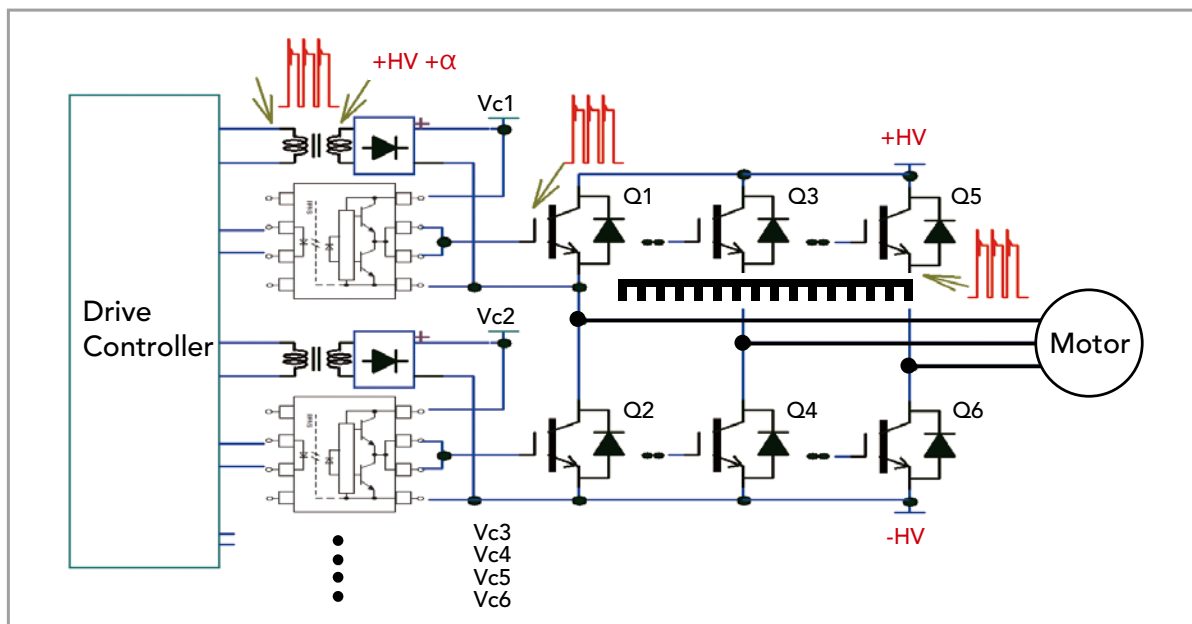 +HV +α
Vc1
+HV
Q1
Q3
Q5
Drive
Controller
Vc2
Motor
Q2
Q4
Q6
Vc3
Vc4
Vc5
Vc6
-HV